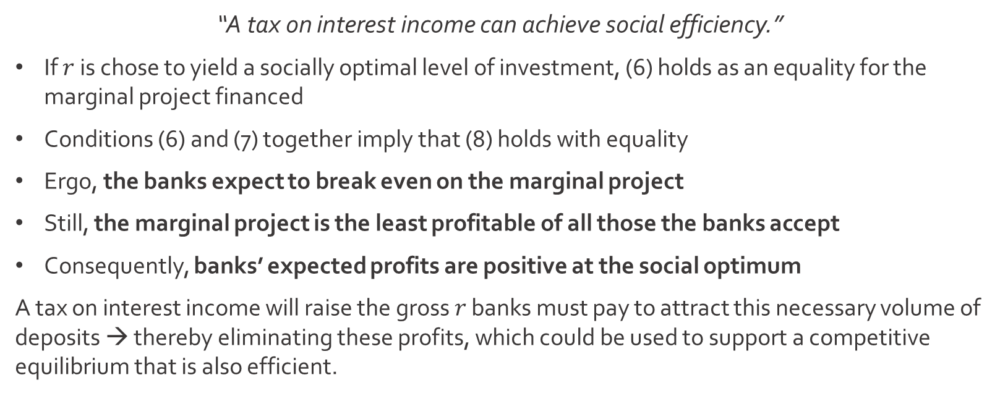 “A tax on interest income can achieve social efficiency.”
• If r is chose to yield a socially optimal level of investment, (6) holds as an equality for the
marginal project financed
• Conditions (6) and (7) together imply that (8) holds with equality
• Ergo, the banks expect to break even on the marginal project
• Still, the marginal project is the least profitable of all those the banks accept
• Consequently, banks’ expected profits are positive at the social optimum
A tax on interest income will raise the gross r banks must pay to attract this necessary volume of
deposits → thereby eliminating these profits, which could be used to support a competitive
equilibrium that is also efficient.